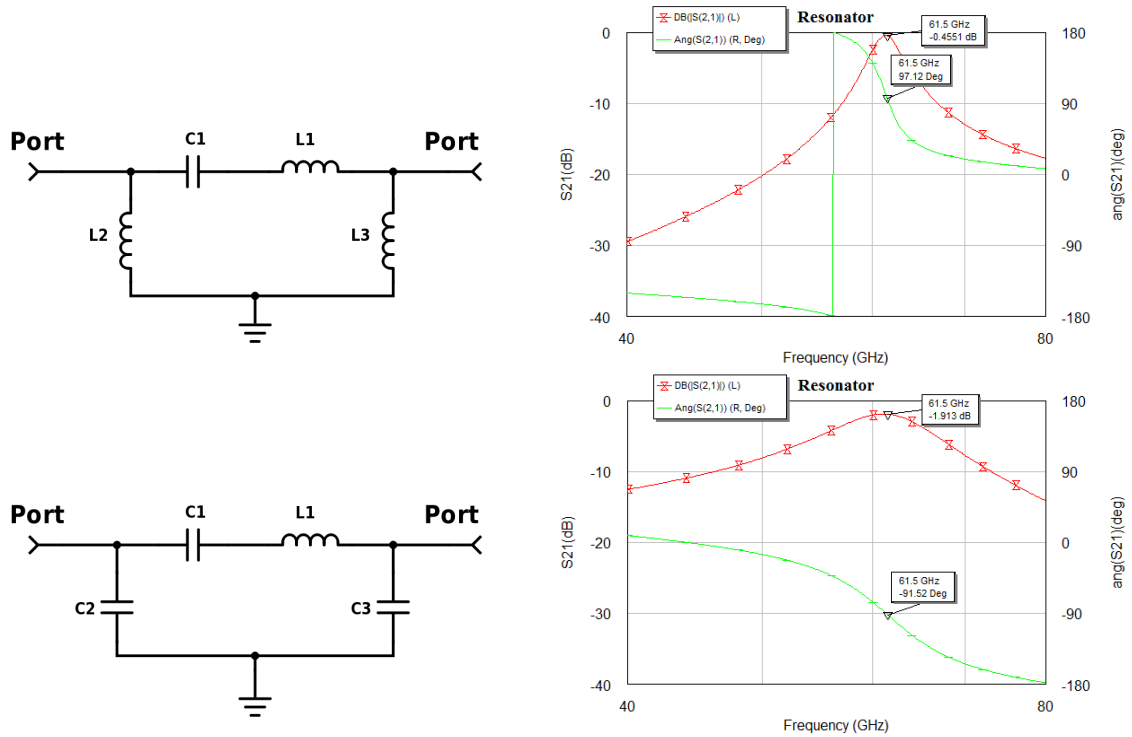 Port
C1
L1
Port
L2
L3
DB(|S(2,1)|) (L)
Ang(S(2,1)) (R, Deg)
Resonator
61.5 GHz
-0.4551 dB
61.5 GHz
97.12 Deg
0
-10
-20
-30
-40
S21(dB)
180
90
0
-90
-180
ang(S21)(deg)
40
80
Frequency (GHz)
Port
C1
L1
Port
C2
C3
DB(|S(2,1)|) (L)
Ang(S(2,1)) (R, Deg)
Resonator
61.5 GHz
-1.913 dB
61.5 GHz
-91.52 Deg
0
-10
-20
-30
-40
S21(dB)
180
90
0
-90
-180
ang(S21)(deg)
40
80
Frequency (GHz)